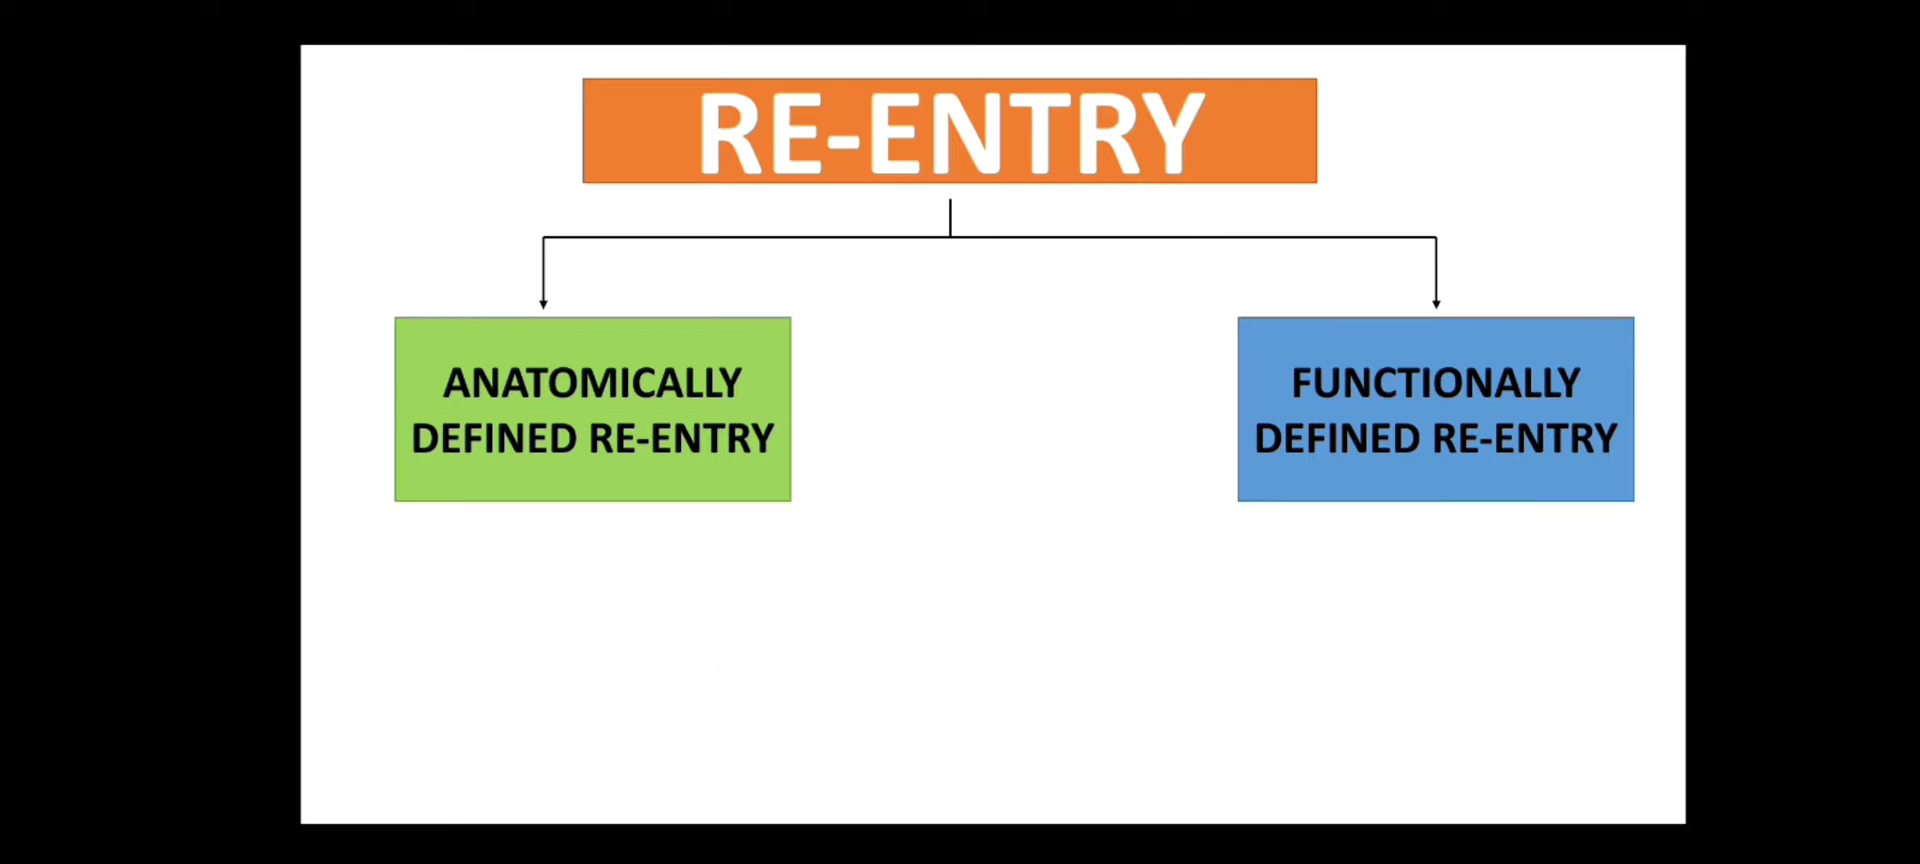 RE-ENTRY
ANATOMICALLY
DEFINED RE-ENTRY
FUNCTIONALLY
DEFINED RE-ENTRY